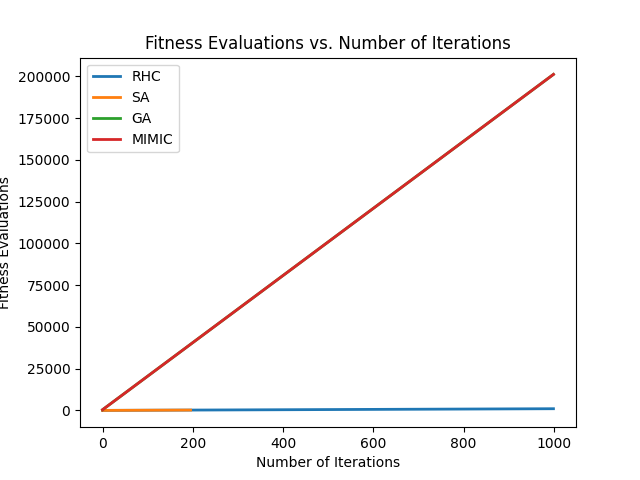 Fitness Evaluations vs. Number of Iterations
RHC
SA
GA
MIMIC
200000
175000
150000
125000
100000
75000
50000
25000
0
Fitness Evaluations
0 200 400 600 800 1000
Number of Iterations